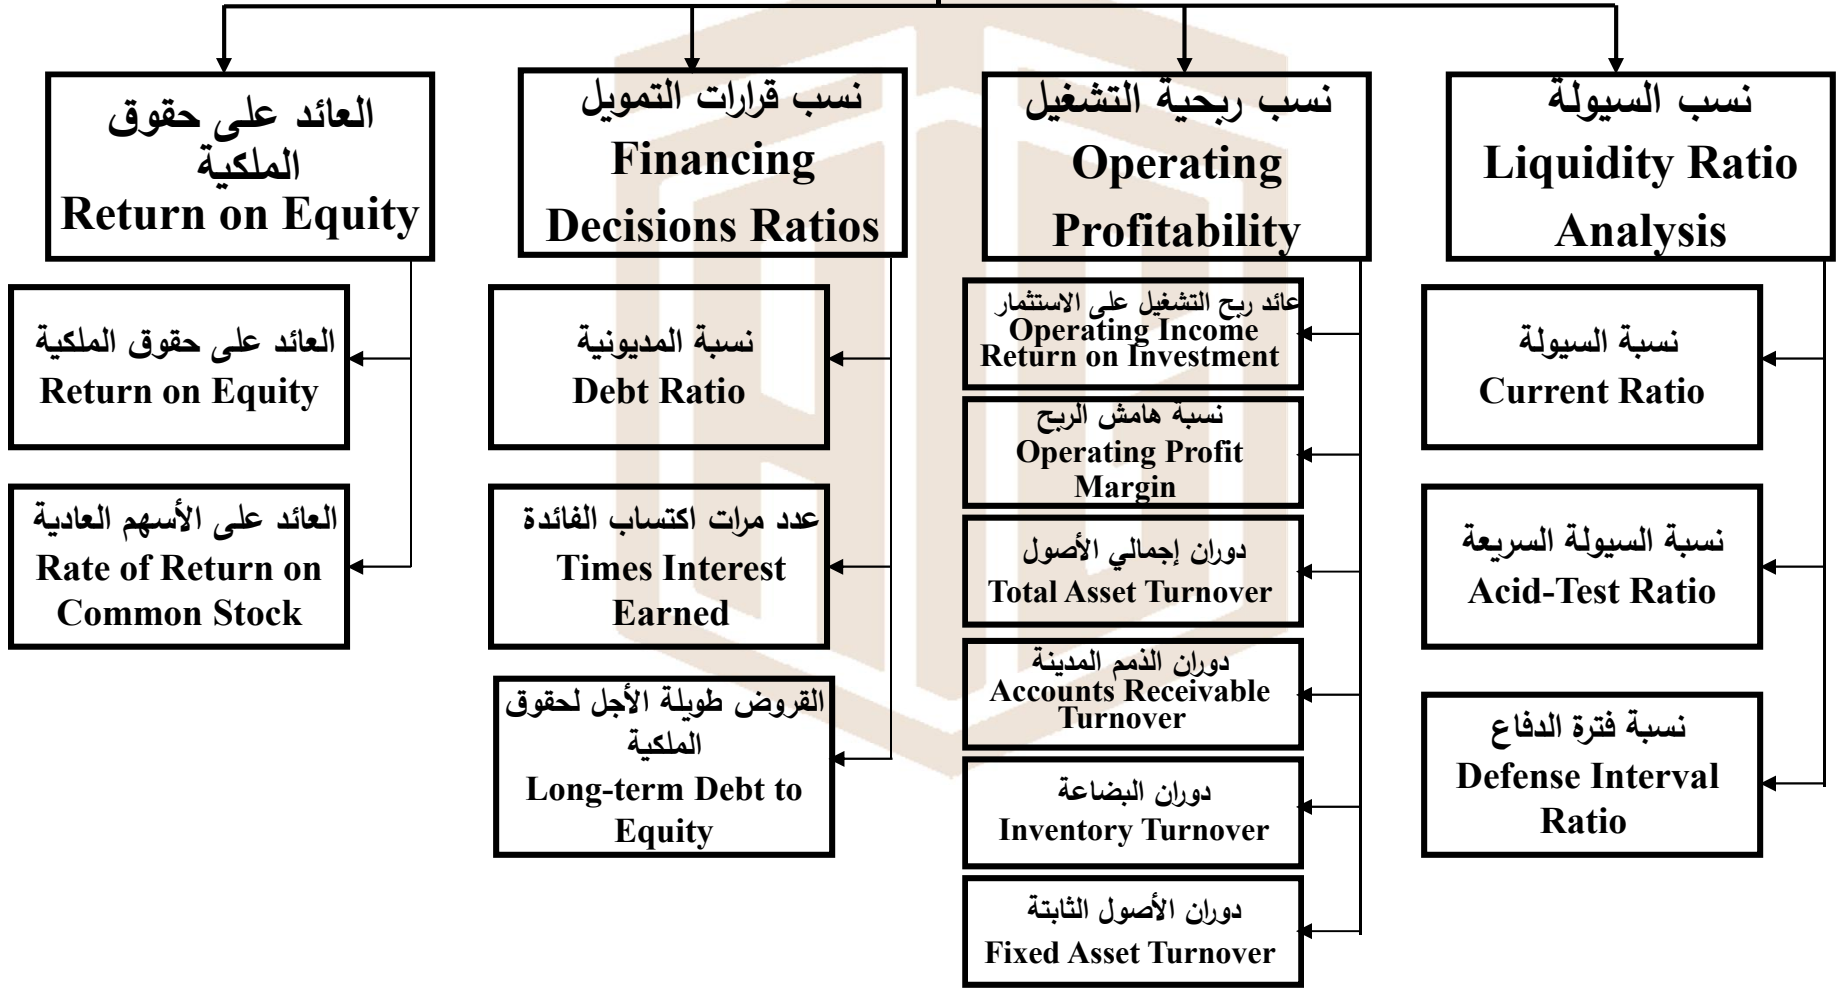 نسب السيولة
Liquidity Ratio
Analysis
نسبة السيولة
Current Ratio
نسبة السيولة السريعة
Acid-Test Ratio
نسبة فترة الدفاع
Defense Interval
Ratio
نسب ربحية التشغيل
Operating
Profitability
عائد ربح التشغيل على الاستثمار
Operating Income
Return on Investment
نسبة هامش الربح
Operating Profit
Margin
دوران إجمالي الأصول
Total Asset Turnover
دوران الذمم المدينة
Accounts Receivable
Turnover
دوران البضاعة
Inventory Turnover
دوران الأصول الثابتة
Fixed Asset Turnover
نسب قرارات التمويل
Financing
Decisions Ratios
نسبة المديونية
Debt Ratio
عدد مرات اكتساب الفائدة
Times Interest
Earned
القروض طويلة الأجل لحقوق
الملكية
Long-term Debt to
Equity
العائد على حقوق
الملكية
Return on Equity
العائد على حقوق الملكية
Return on Equity
العائد على الأسهم العادية
Rate of Return on
Common Stock